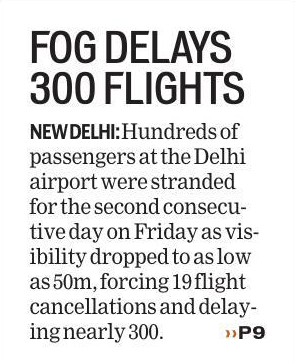 FOG DELAYS
300 FLIGHTS
NEW DELHI: Hundreds of
passengers at the Delhi
airport were stranded
for the second consecu-
tive day on Friday as vis-
ibility dropped to as low
as 50m, forcing 19 flight
cancellations and delay-
ing nearly 300. ››P9